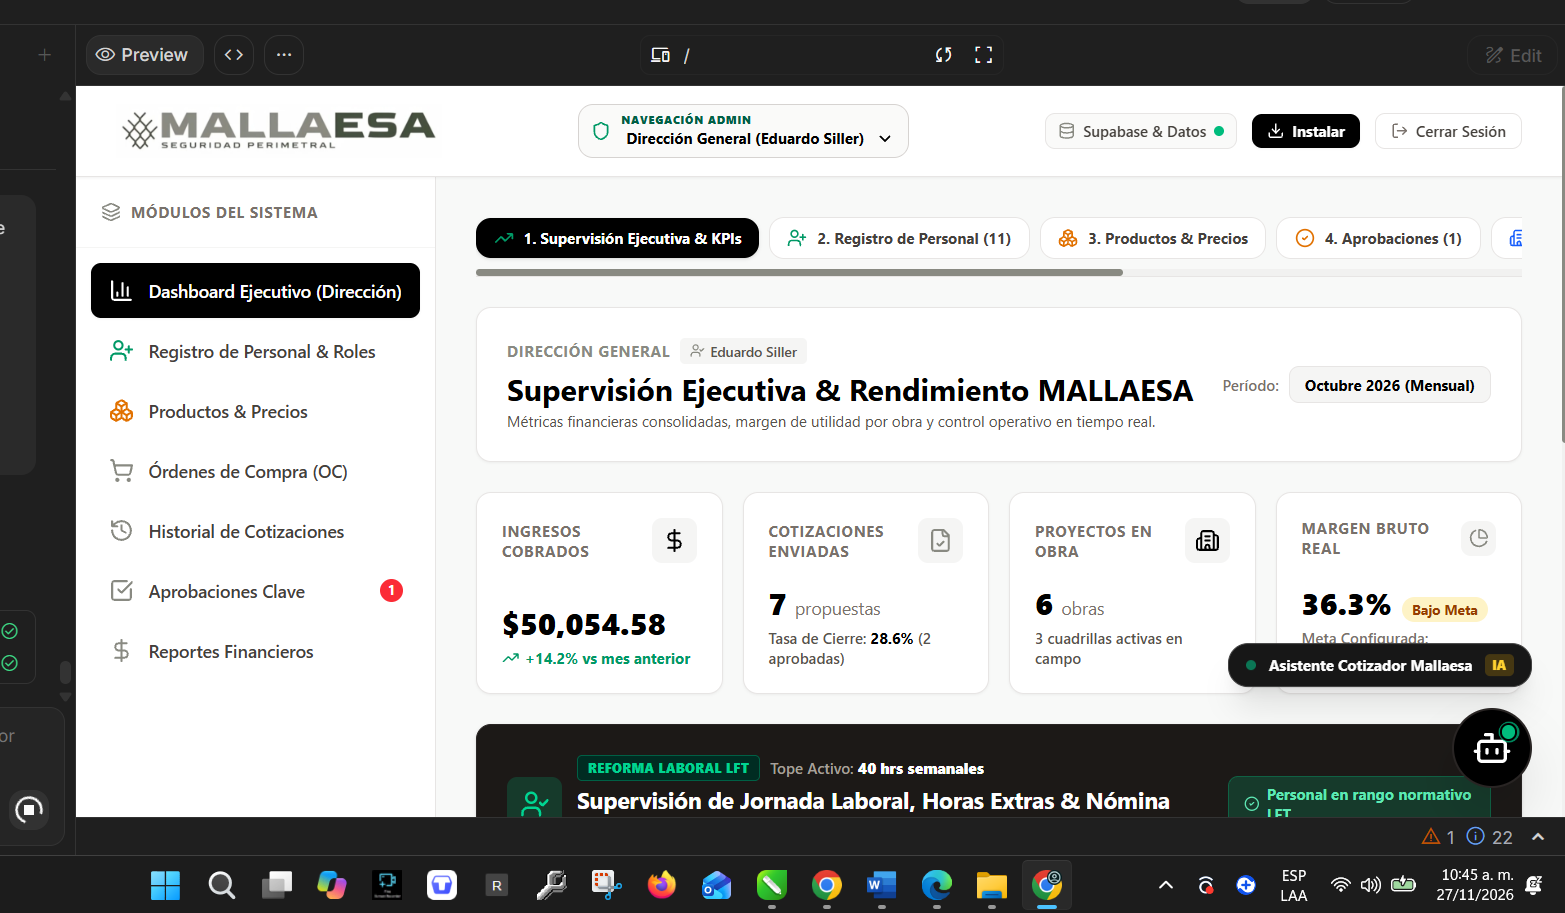 Preview
/
Edit
MALLAESA
SEGURIDAD PERIMETRAL
NAVEGACIÓN ADMIN
Dirección General (Eduardo Siller)
Supabase & Datos
Instalar
Cerrar Sesión
MÓDULOS DEL SISTEMA
Dashboard Ejecutivo (Dirección)
Registro de Personal & Roles
Productos & Precios
Órdenes de Compra (OC)
Historial de Cotizaciones
Aprobaciones Clave
1
Reportes Financieros
e
or
1. Supervisión Ejecutiva & KPIs
2. Registro de Personal (11)
3. Productos & Precios
4. Aprobaciones (1)
DIRECCIÓN GENERAL
Eduardo Siller
Supervisión Ejecutiva & Rendimiento MALLAESA
Métricas financieras consolidadas, margen de utilidad por obra y control operativo en tiempo real.
Período:
Octubre 2026 (Mensual)
INGRESOS
COBRADOS
$50,054.58
+14.2% vs mes anterior
COTIZACIONES
ENVIADAS
7 propuestas
Tasa de Cierre: 28.6% (2
aprobadas)
PROYECTOS EN
OBRA
6 obras
3 cuadrillas activas en
campo
MARGEN BRUTO
REAL
36.3% Bajo Meta
Meta Configurada:
Asistente Cotizador Mallaesa IA
REFORMA LABORAL LFT
Tope Activo: 40 hrs semanales
Supervisión de Jornada Laboral, Horas Extras & Nómina
Personal en rango normativo
LFT
1
22
R
ESP
LAA
10:45 a. m.
27/11/2026